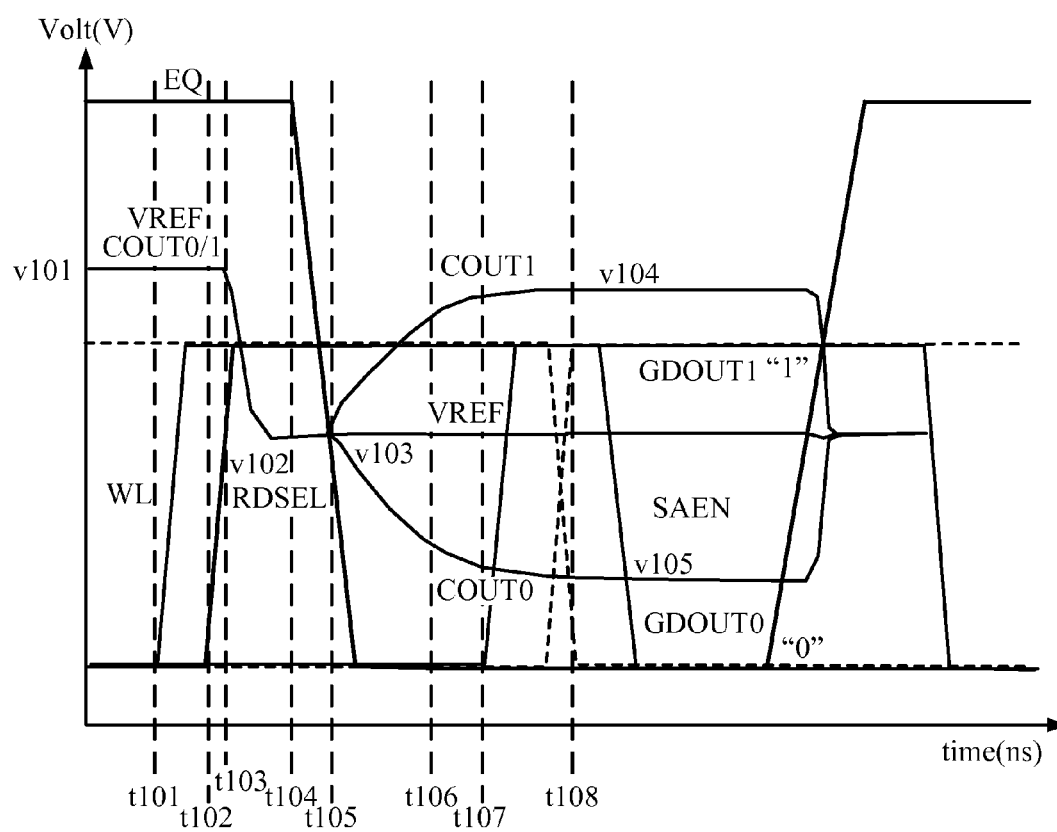 Volt(V)
EQ
VREF
COUT0/1
v101
COUT1
v104
GDOUT1 “1”
VREF
v102
v103
WL
RDSEL
SAEN
v105
COUT0
GDOUT0
“0”
time(ns)
t101
t102
t103
t104
t105
t106
t107
t108